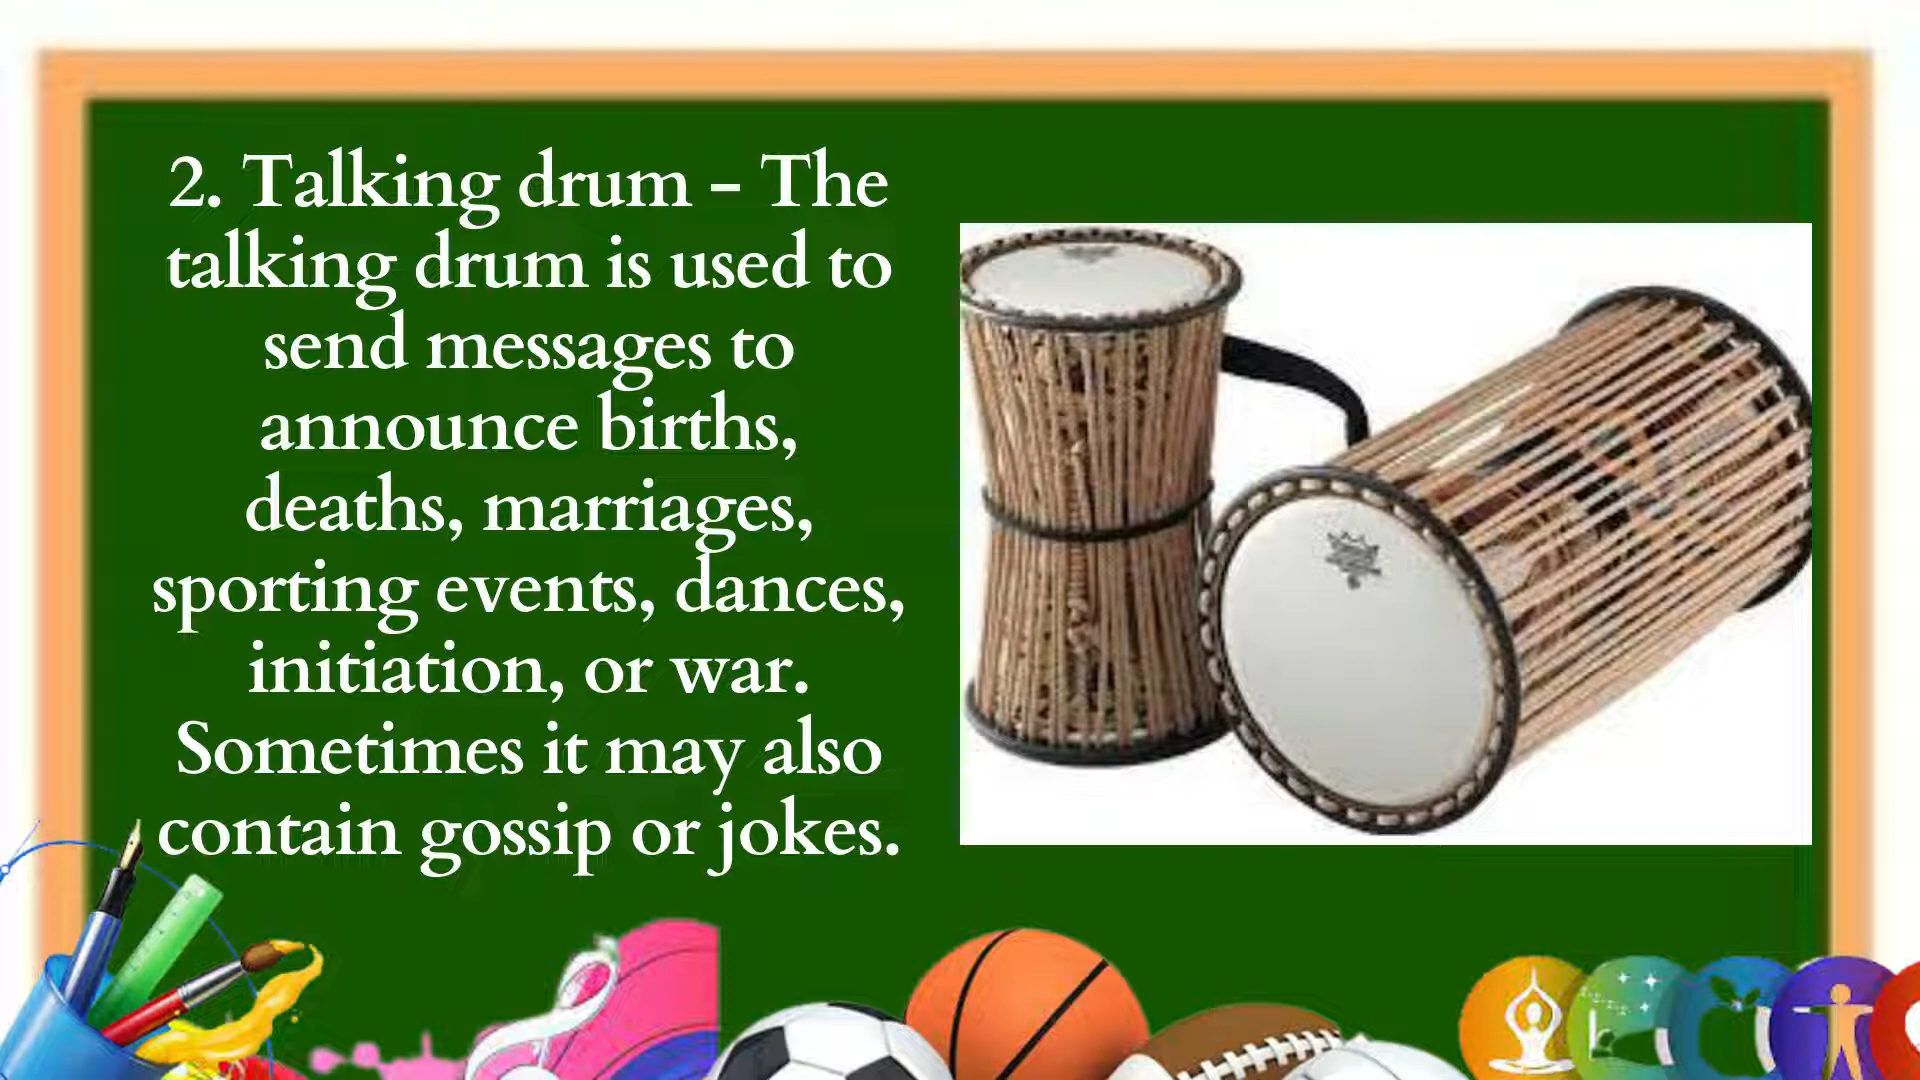 2. Talking drum – The
talking drum is used to
send messages to
announce births,
deaths, marriages,
sporting events, dances,
initiation, or war.
Sometimes it may also
contain gossip or jokes.